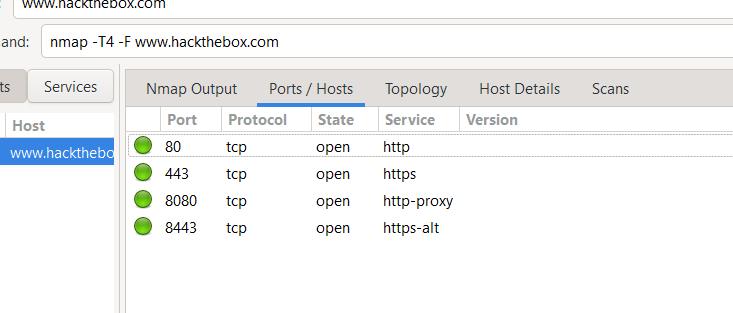 www.hackthebox.com
and: nmap -T4 -F www.hackthebox.com
ts Services
Nmap Output Ports / Hosts Topology Host Details Scans
Host
www.hackthebo
Port Protocol State Service Version
80 tcp open http
443 tcp open https
8080 tcp open http-proxy
8443 tcp open https-alt